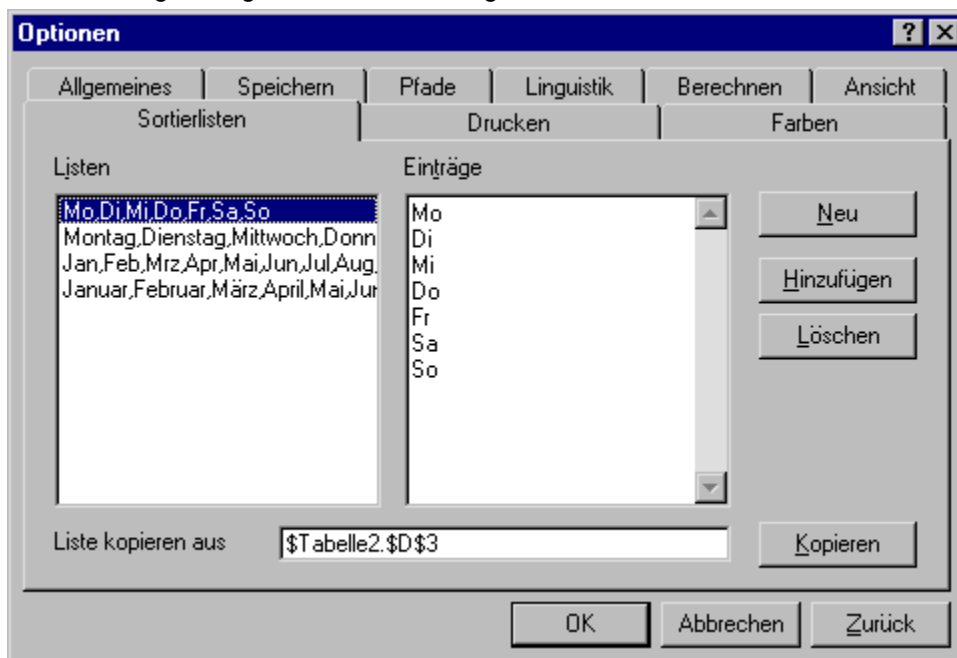 Optionen
Allgemeines Speichern Pfade Linguistik Berechnen Ansicht
Sortierlisten Drucken Farben
Listen Einträge
Mo,Di,Mi,Do,Fr,Sa,So
Montag,Dienstag,Mittwoch,Donn
Jan,Feb,Mrz,Apr,Mai,Jun,Jul,Aug,
Januar,Februar,März,April,Mai,Jun
Mo
Di
Mi
Do
Fr
Sa
So
Neu
Hinzufügen
Löschen
Liste kopieren aus $Tabelle2.$D$3 Kopieren
OK Abbrechen Zurück